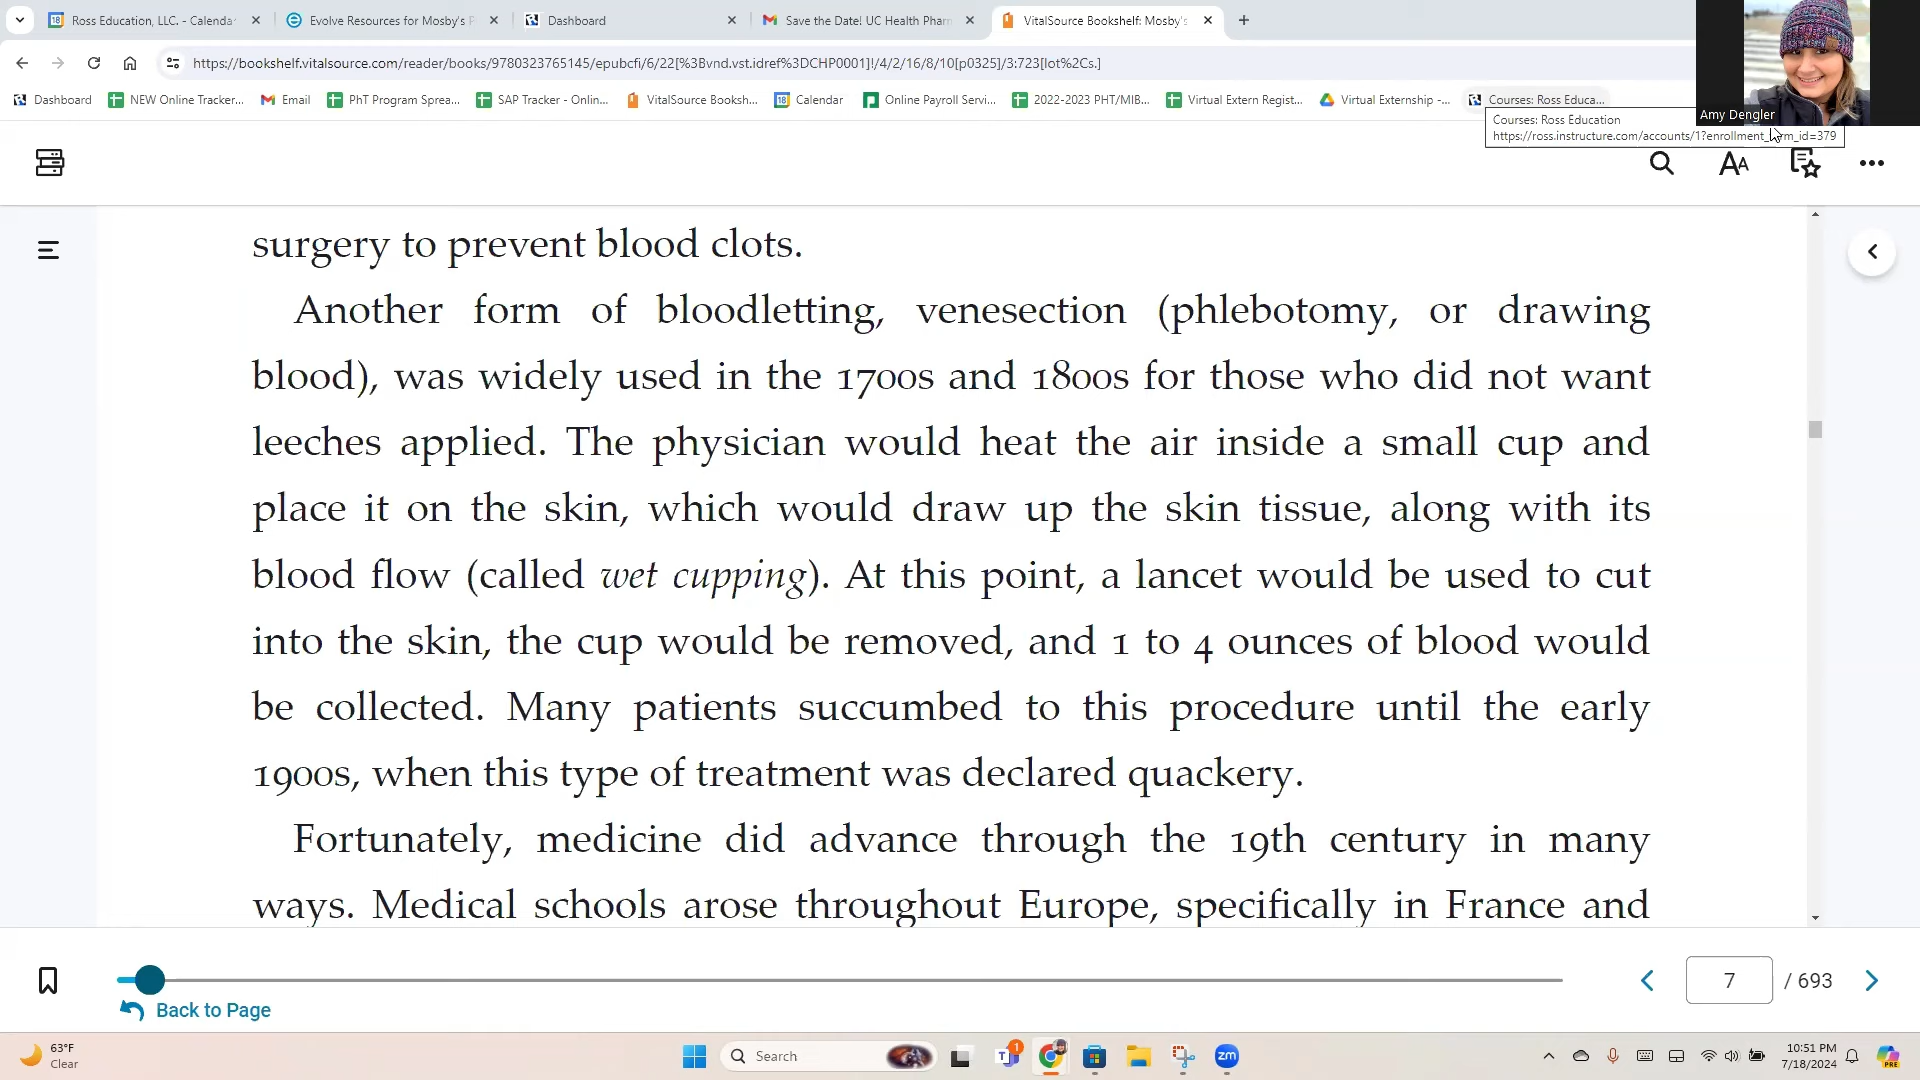 Ross Education, LLC. - Calenda
Evolve Resources for Mosby's P
Dashboard
Save the Date! UC Health Pharm
VitalSource Bookshelf: Mosby's
https://bookshelf.vitalsource.com/reader/books/9780323765145/epubcfi/6/22[%3Bvnd.vst.idref%3DCHP0001]!/4/2/16/8/10[p0325]/3:723[lot%2Cs.]
Dashboard
NEW Online Tracker...
Email
PhT Program Sprea...
SAP Tracker - Onlin...
VitalSource Booksh...
Calendar
Online Payroll Servi...
2022-2023 PHT/MIB...
Virtual Extern Regist...
Virtual Externship -...
Courses: Ross Educa...
Amy Dengler
Courses: Ross Education
surgery to prevent blood clots.
Another form of bloodletting, venesection (phlebotomy, or drawing
blood), was widely used in the 1700s and 1800s for those who did not want
leeches applied. The physician would heat the air inside a small cup and
place it on the skin, which would draw up the skin tissue, along with its
blood flow (called wet cupping). At this point, a lancet would be used to cut
into the skin, the cup would be removed, and 1 to 4 ounces of blood would
be collected. Many patients succumbed to this procedure until the early
1900s, when this type of treatment was declared quackery.
Fortunately, medicine did advance through the 19th century in many
ways. Medical schools arose throughout Europe, specifically in France and
7 / 693
Back to Page
63°F
Clear
Search
1
zm
10:51 PM
7/18/2024
PRE